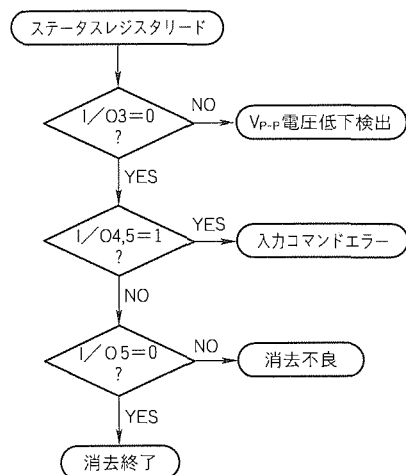 ステータスレジスタリード
I/O3=0
?
NO
VP-P電圧低下検出
YES
I/O4,5=1
?
YES
入力コマンドエラー
NO
I/O5=0
?
NO
消去不良
YES
消去終了